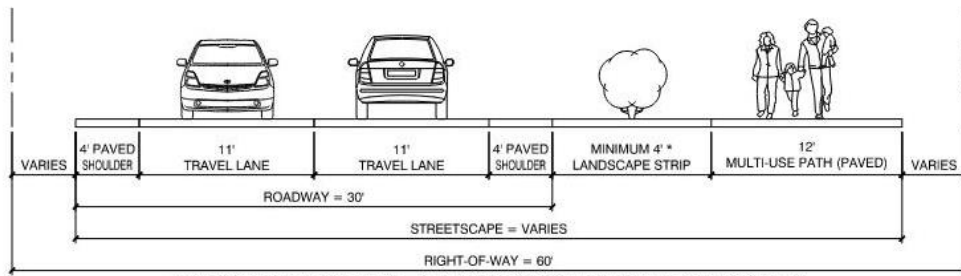 VARIES
4' PAVED
SHOULDER
11'
TRAVEL LANE
11'
TRAVEL LANE
4' PAVED
SHOULDER
MINIMUM 4' *
LANDSCAPE STRIP
12'
MULTI-USE PATH (PAVED)
VARIES
ROADWAY = 30'
STREETSCAPE = VARIES
RIGHT-OF-WAY = 60'